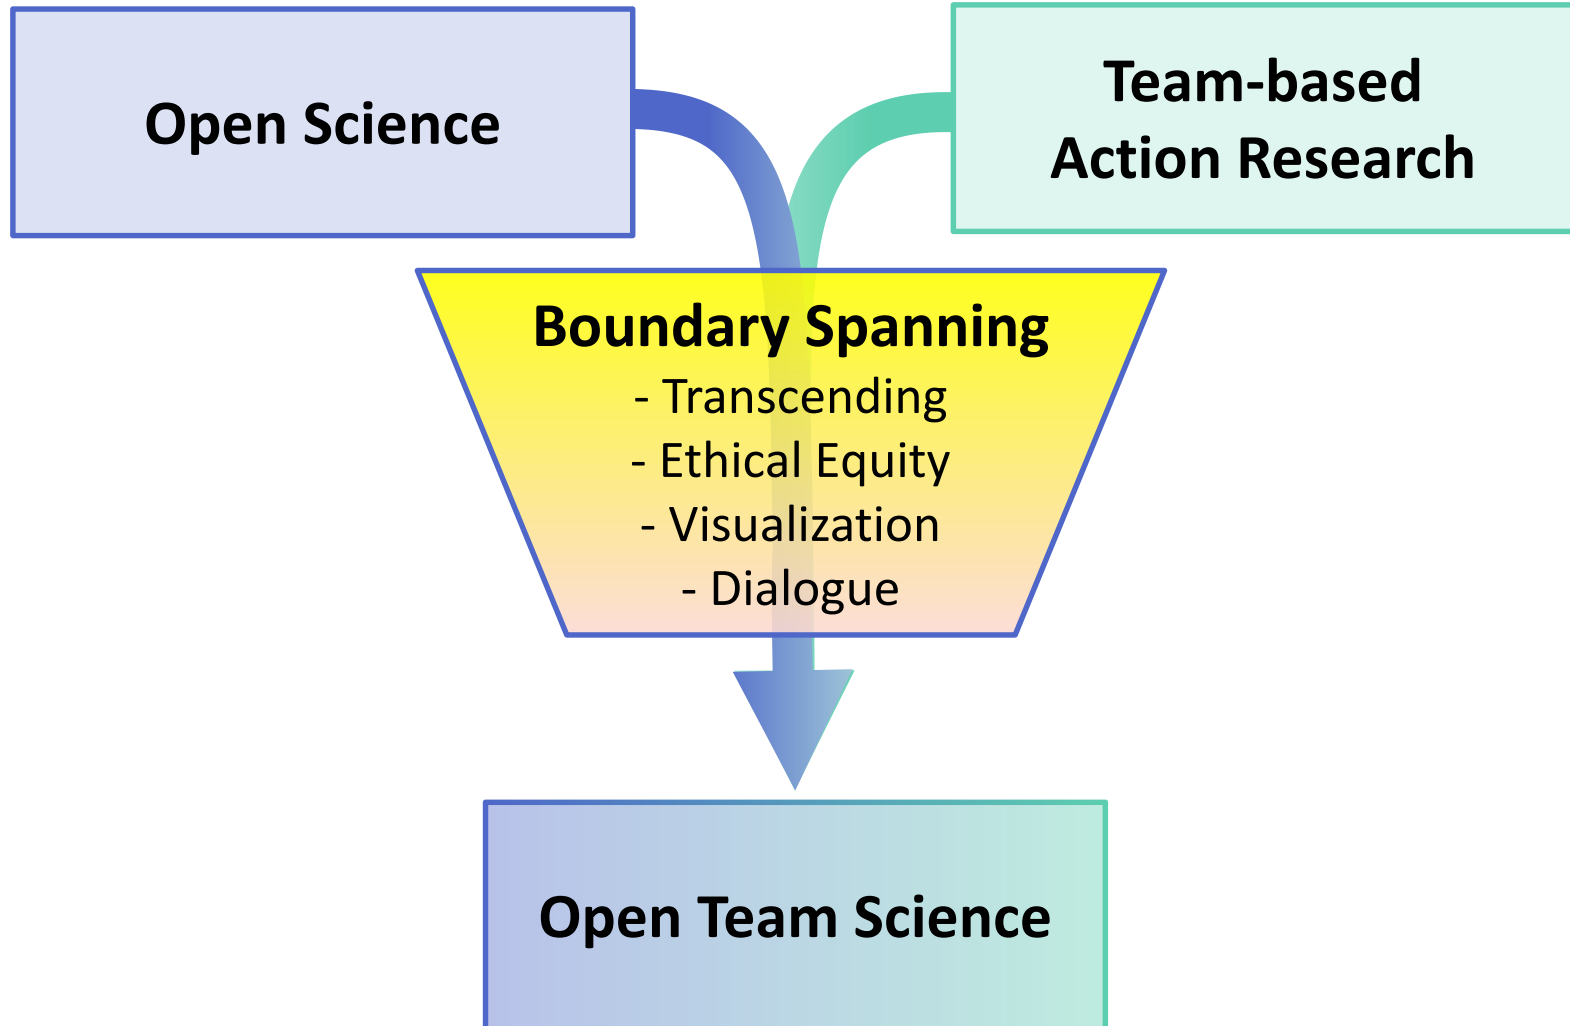 Open Science
Team-based
Action Research
Boundary Spanning
- Transcending
- Ethical Equity
- Visualization
- Dialogue
Open Team Science